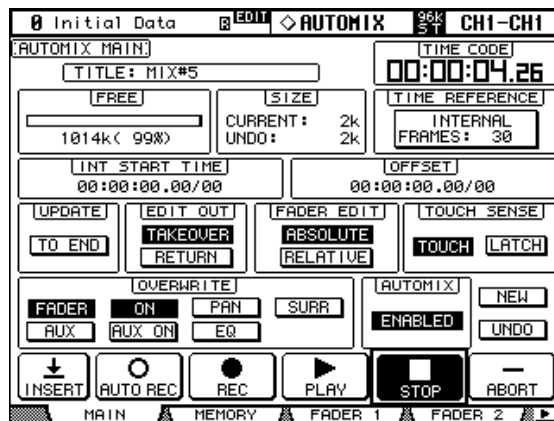 0 Initial Data B EDIT ◇AUTOMIX 96k ST CH1-CH1
AUTOMIX MAIN
TITLE: MIX#5
TIME CODE
00:00:04.26
FREE
1014k( 99%)
SIZE
CURRENT: 2k
UNDO: 2k
TIME REFERENCE
INTERNAL
FRAMES: 30
INT START TIME
00:00:00.00/00
OFFSET
00:00:00.00/00
UPDATE
TO END
EDIT OUT
TAKEOVER
RETURN
FADER EDIT
ABSOLUTE
RELATIVE
TOUCH SENSE
TOUCH LATCH
OVERWRITE
FADER ON PAN SURR
AUX AUX ON EQ
AUTOMIX
ENABLED
NEW
UNDO
INSERT AUTO REC REC PLAY STOP ABORT
MAIN MEMORY FADER 1 FADER 2